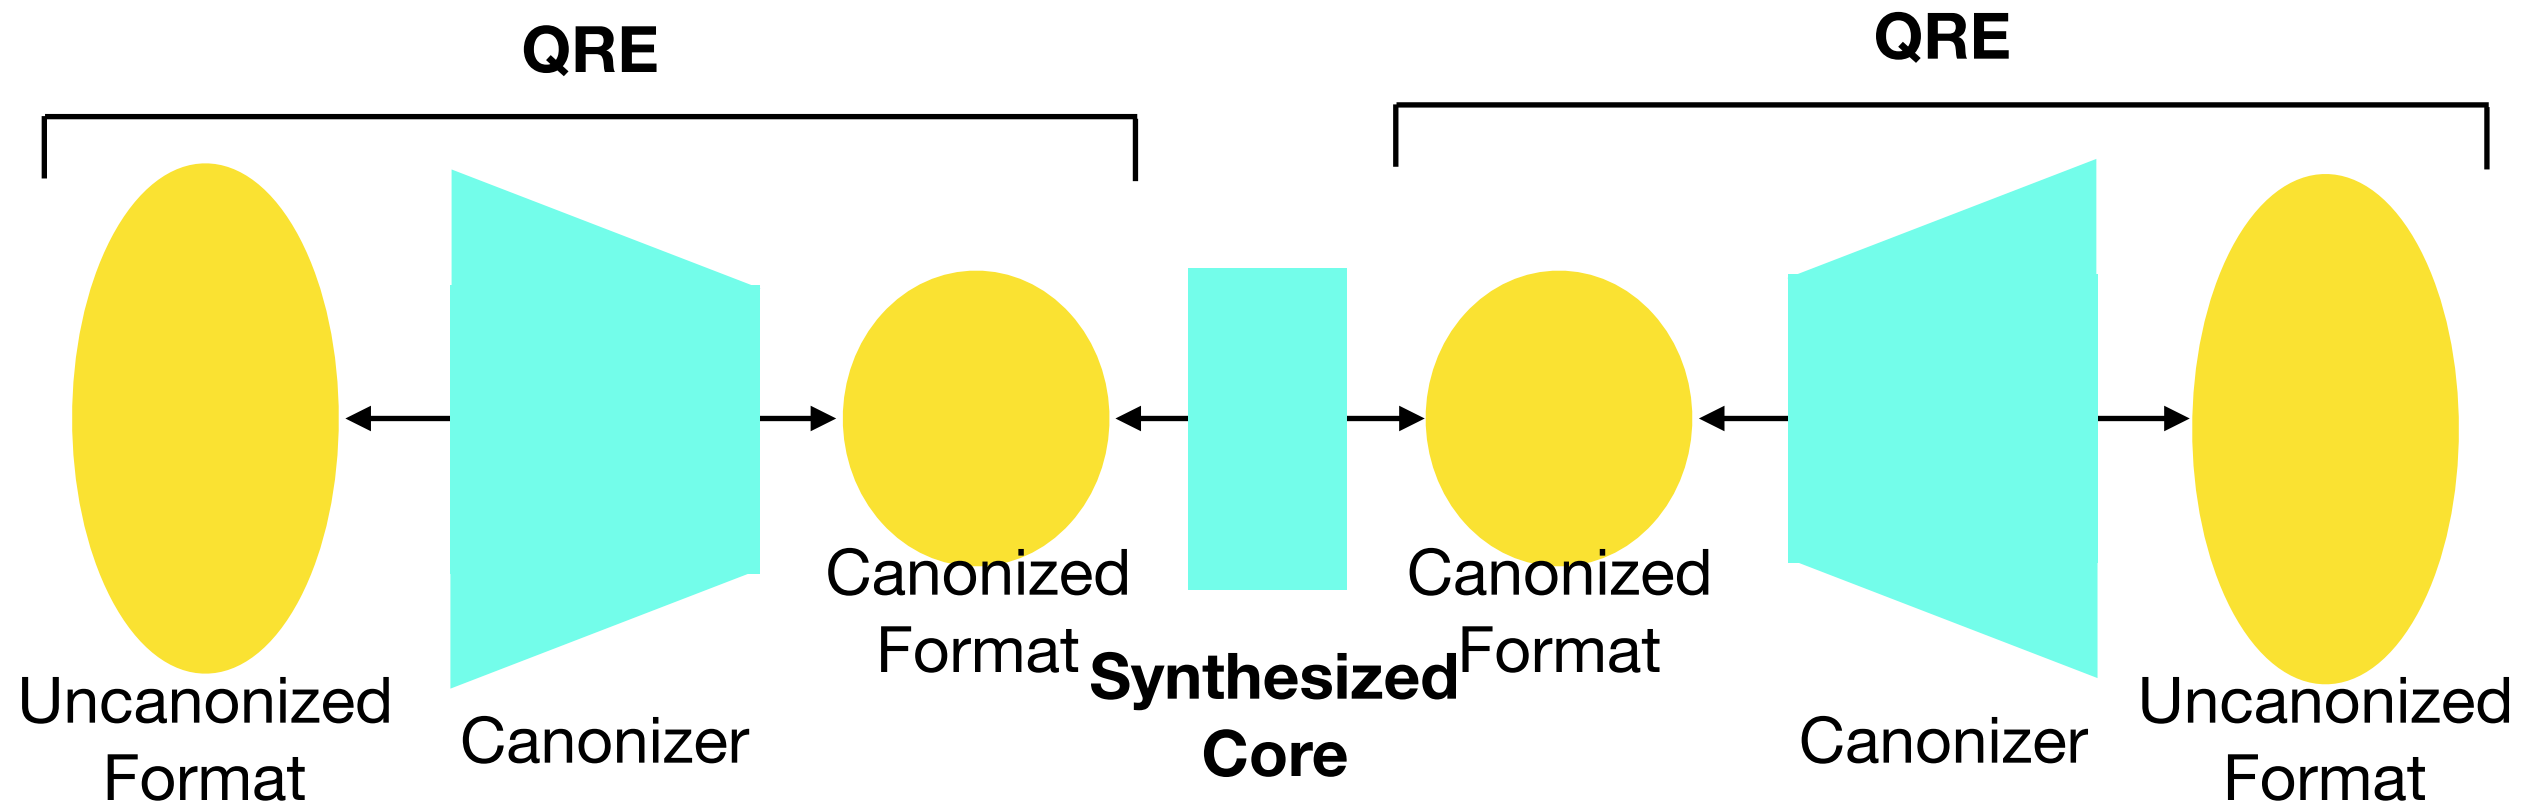 QRE
QRE
Uncanonized
Format
Canonizer
Canonized
Format
Synthesized
Core
Canonized
Format
Canonizer
Uncanonized
Format